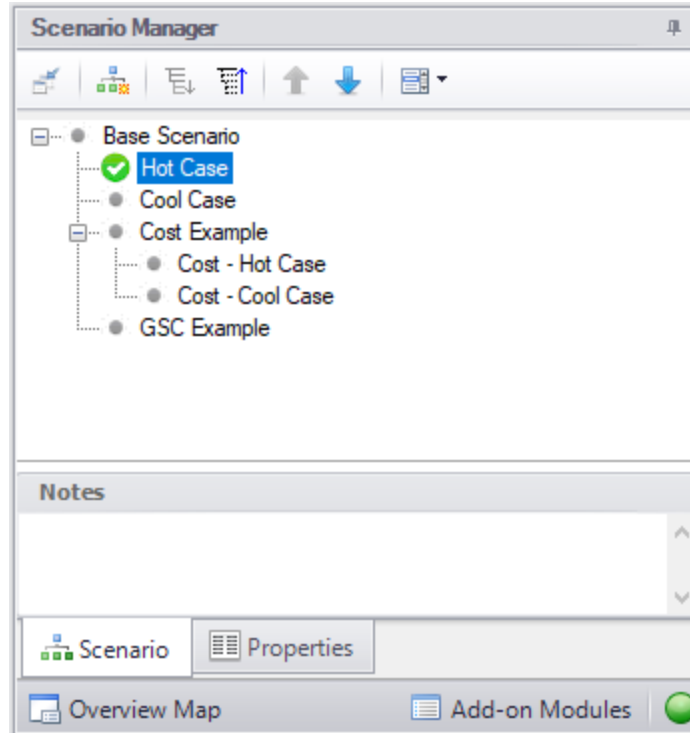 Scenario Manager
Base Scenario
Hot Case
Cool Case
Cost Example
Cost - Hot Case
Cost - Cool Case
GSC Example
Notes
Scenario Properties
Overview Map Add-on Modules